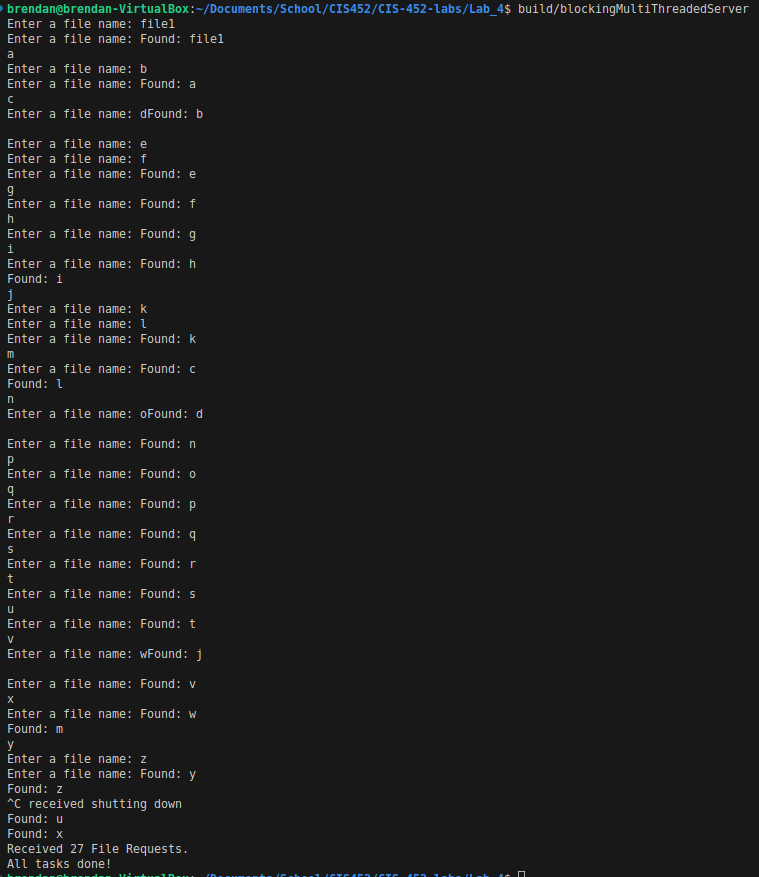 brendan@brendan-VirtualBox:~/Documents/School/CIS452/CIS-452-labs/Lab_4$ build/blockingMultiThreadedServer
Enter a file name: file1
Enter a file name: Found: file1
a
Enter a file name: b
Enter a file name: Found: a
c
Enter a file name: dFound: b
Enter a file name: e
Enter a file name: f
Enter a file name: Found: e
g
Enter a file name: Found: f
h
Enter a file name: Found: g
i
Enter a file name: Found: h
Found: i
j
Enter a file name: k
Enter a file name: l
Enter a file name: Found: k
m
Enter a file name: Found: c
Found: l
n
Enter a file name: oFound: d
Enter a file name: Found: n
p
Enter a file name: Found: o
q
Enter a file name: Found: p
r
Enter a file name: Found: q
s
Enter a file name: Found: r
t
Enter a file name: Found: s
u
Enter a file name: Found: t
v
Enter a file name: wFound: j
Enter a file name: Found: v
x
Enter a file name: Found: w
Found: m
y
Enter a file name: z
Enter a file name: Found: y
Found: z
^C received shutting down
Found: u
Found: x
Received 27 File Requests.
All tasks done!
brendan@brendan-VirtualBox:~/Documents/School/CIS452/CIS-452-labs/Lab_4$